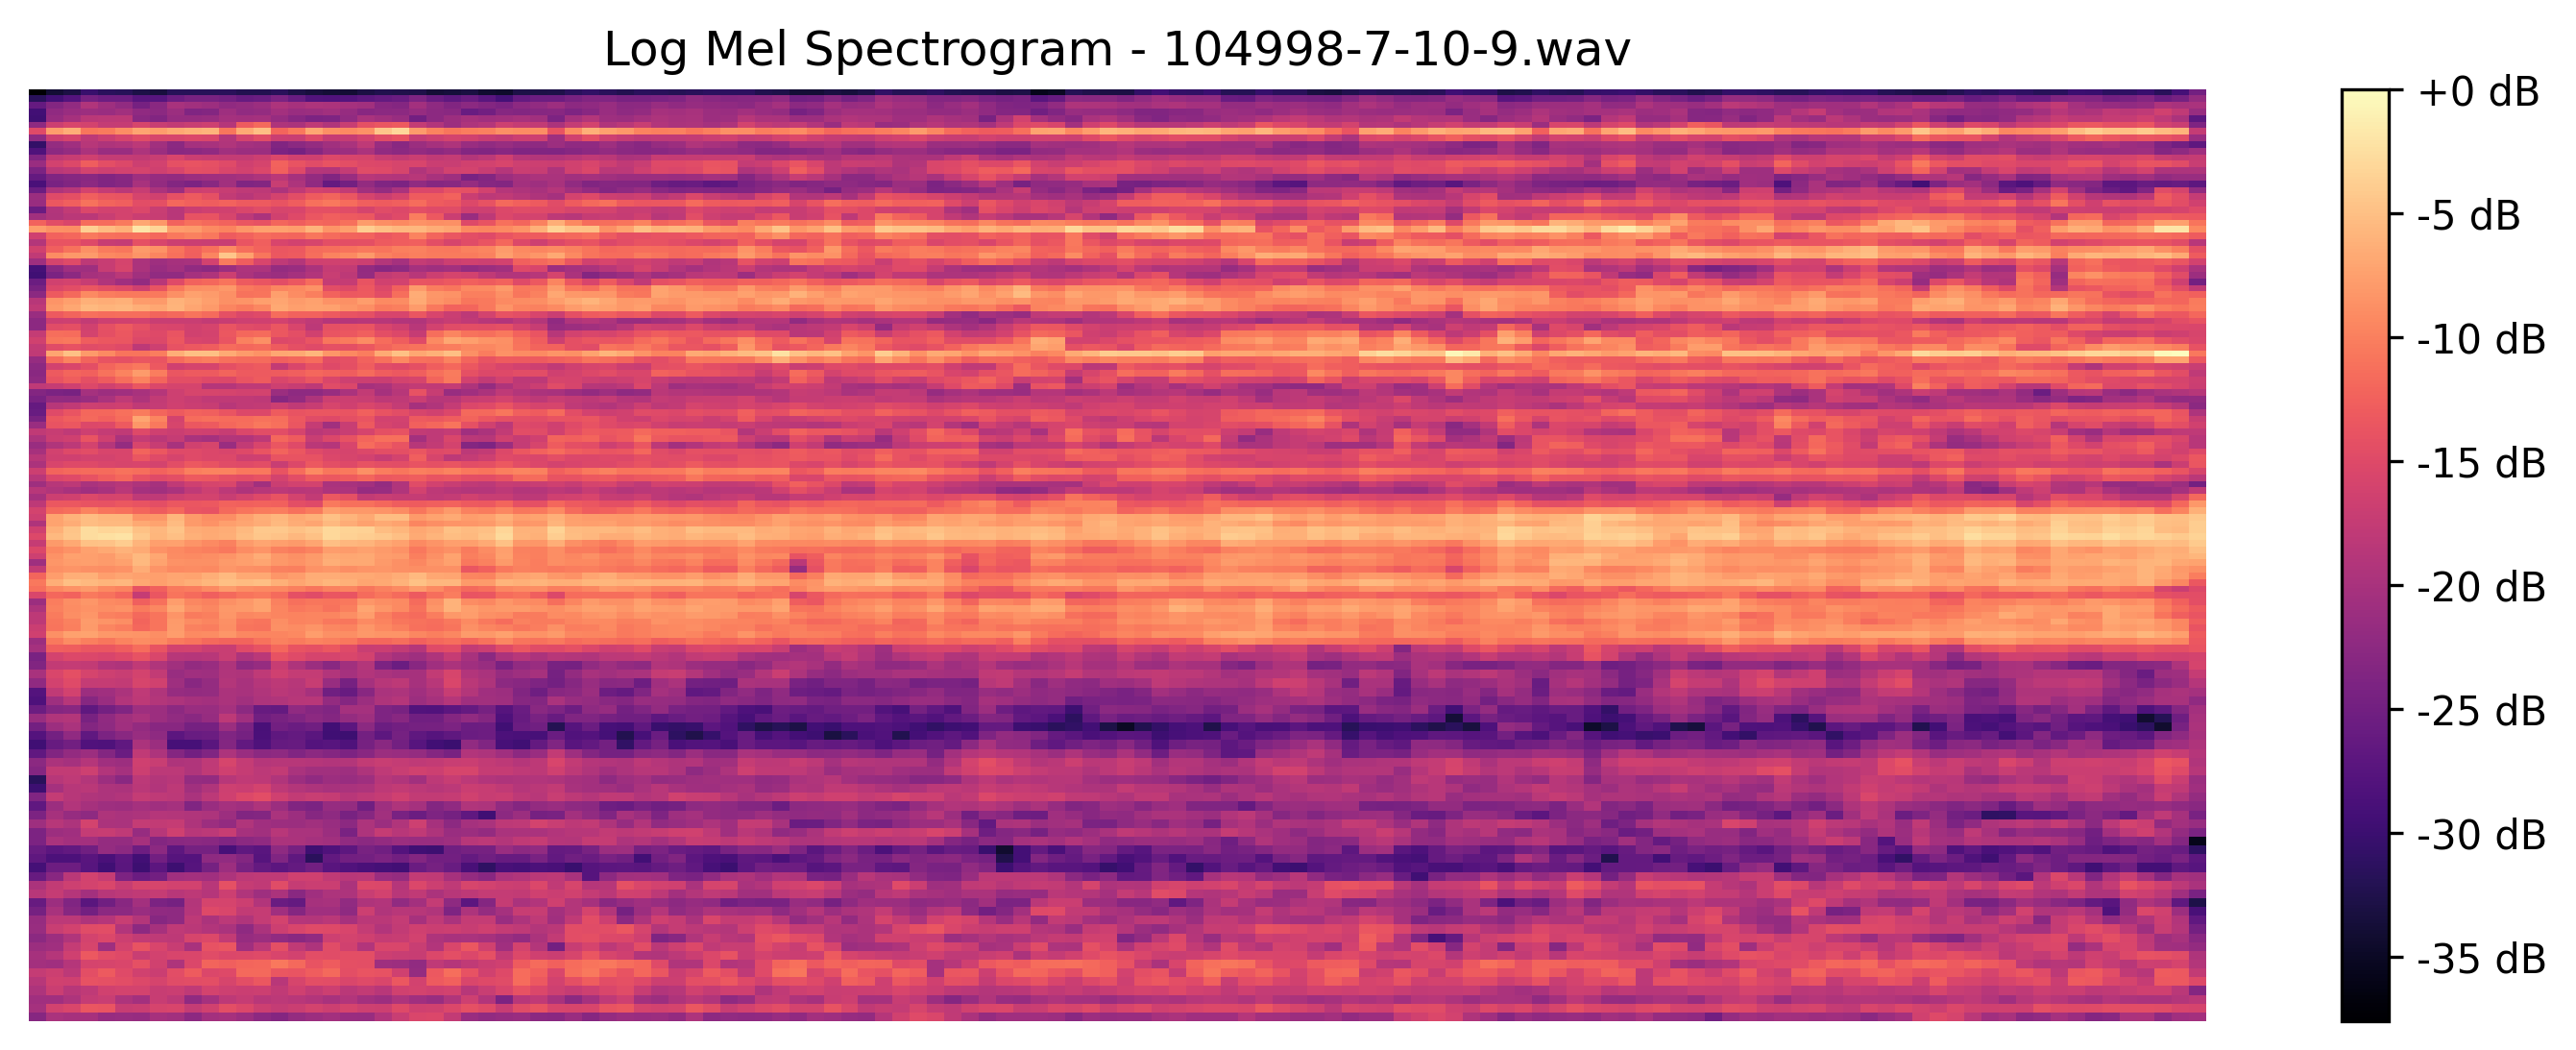 Log Mel Spectrogram - 104998-7-10-9.wav
+0 dB
-5 dB
-10 dB
-15 dB
-20 dB
-25 dB
-30 dB
-35 dB